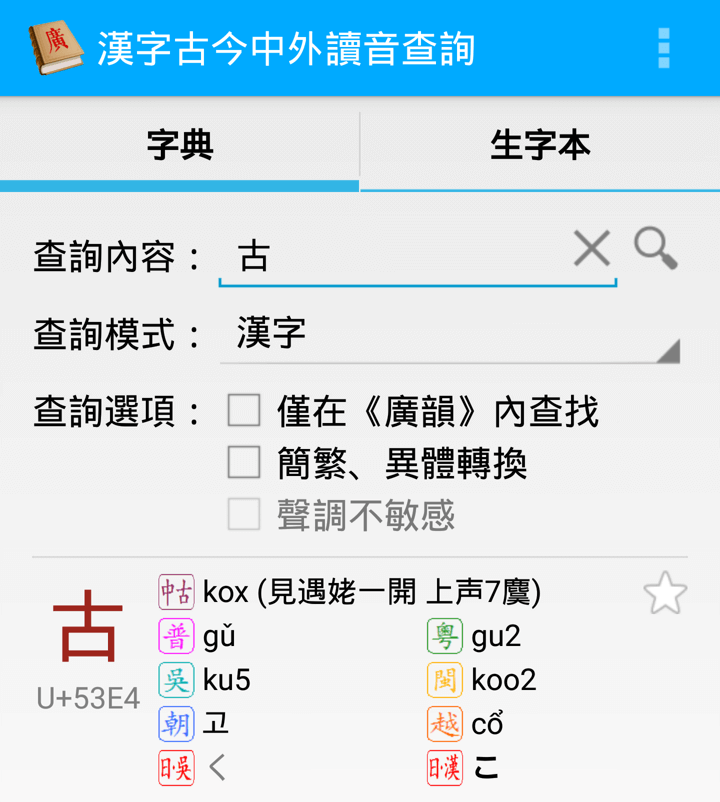 廣
漢字古今中外讀音查詢
字典 生字本
查詢內容： 古
查詢模式： 漢字
查詢選項： 僅在《廣韻》內查找
簡繁、異體轉換
聲調不敏感
古 中古 kox (見遇姥一開 上声7麌)
普 gǔ 粤 gu2
U+53E4 吳 ku5 閩 koo2
朝 고 越 cổ
日·吳 く 日·漢 こ